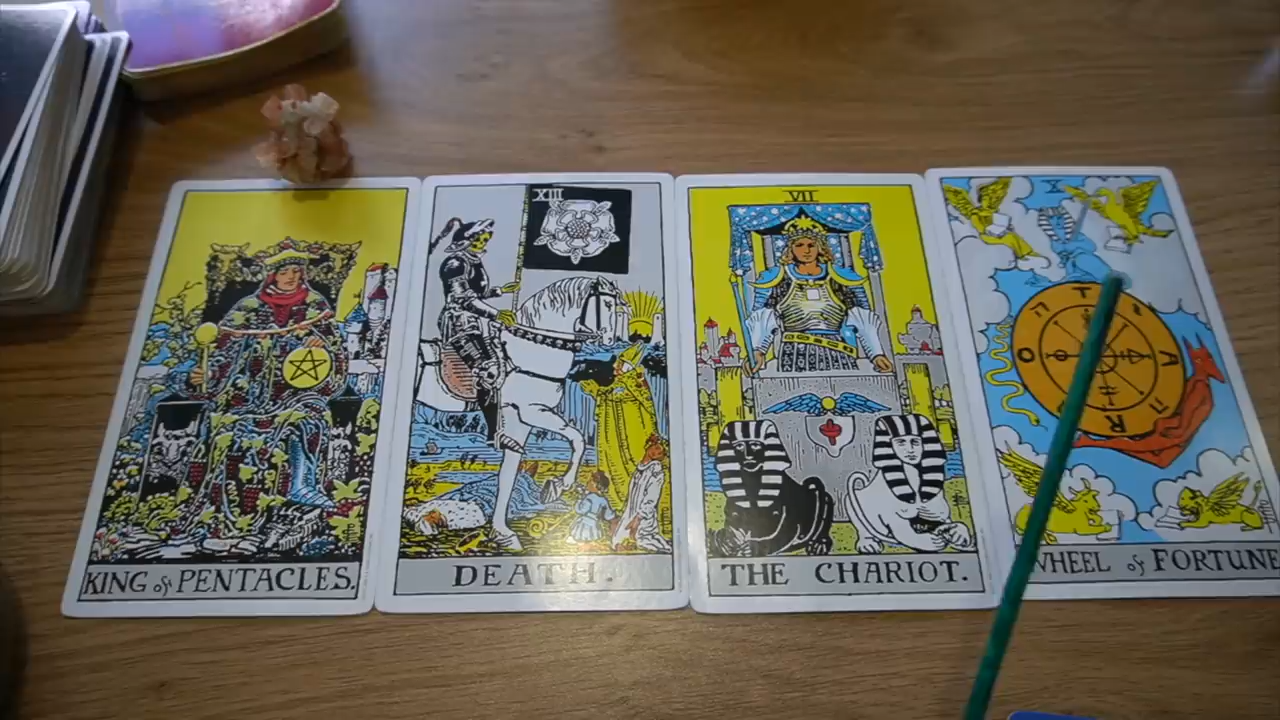 XIII
VII
X
KING of PENTACLES.
DEATH.
THE CHARIOT.
WHEEL of FORTUNE
T
A
R
O